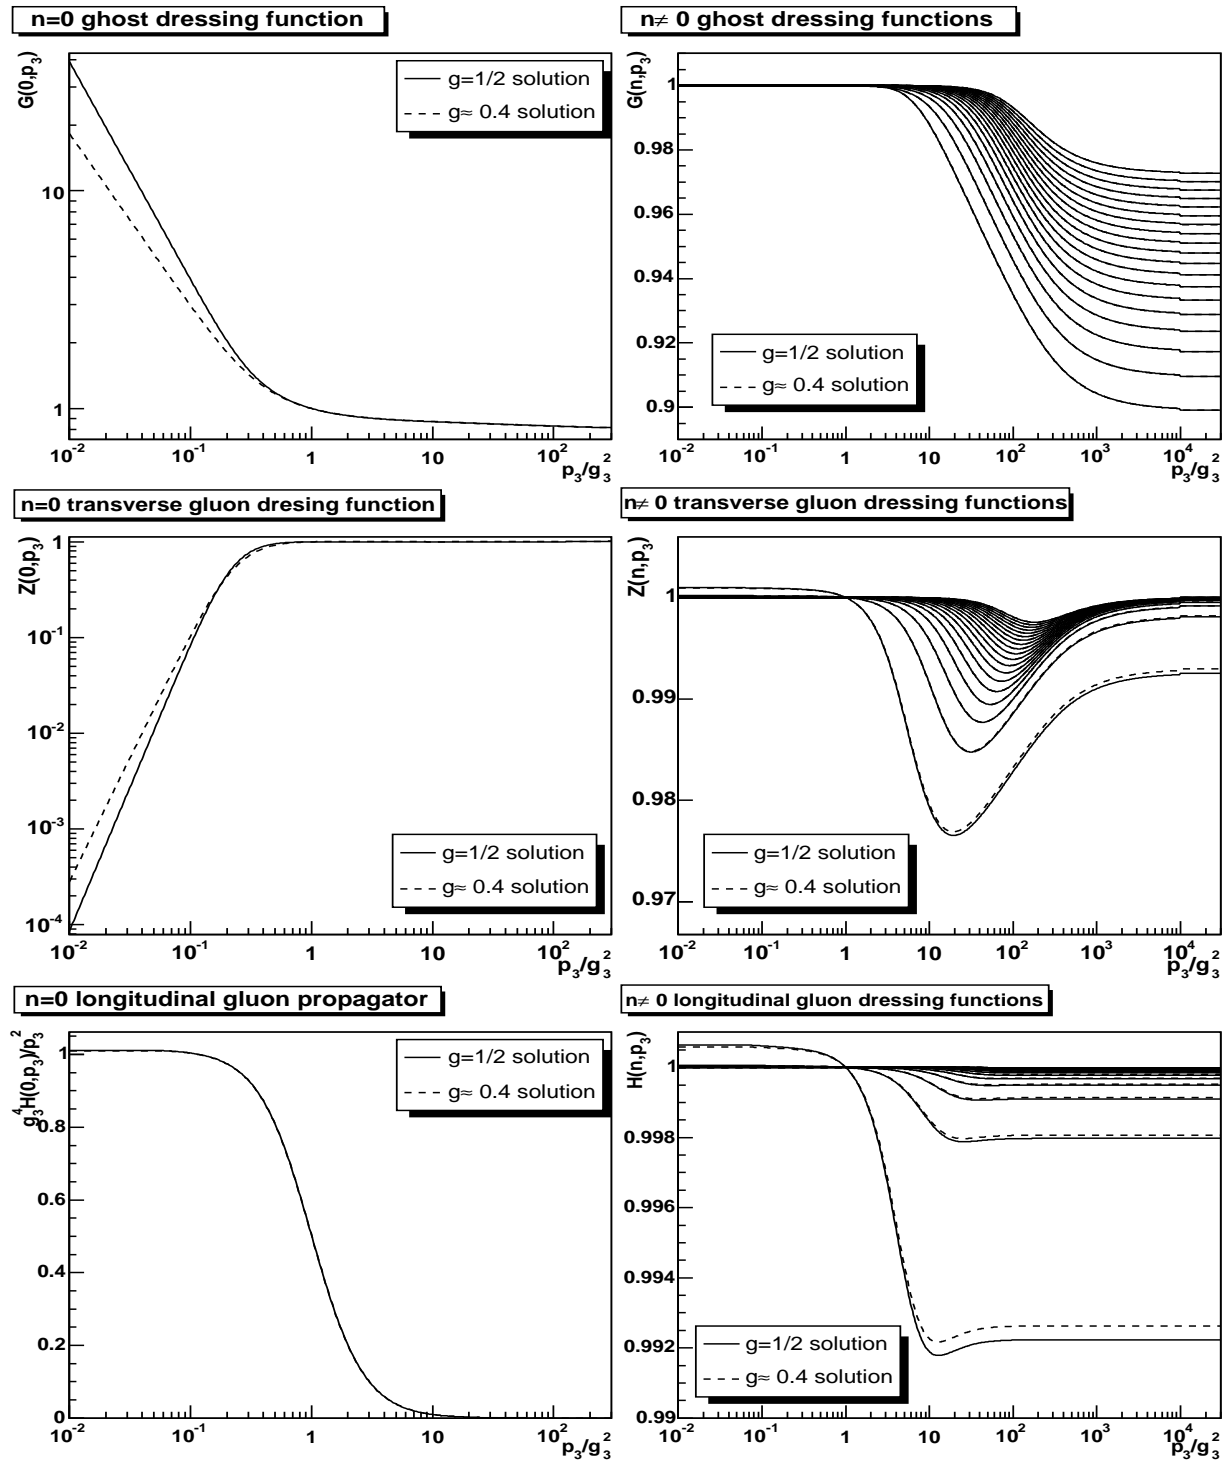 n=0 ghost dressing function
G(0,p3)
g=1/2 solution
g≈ 0.4 solution
10
1
10^-2 10^-1 1 10 10^2
p3/g3^2
n≠ 0 ghost dressing functions
G(n,p3)
1
0.98
0.96
0.94
0.92
0.9
g=1/2 solution
g≈ 0.4 solution
10^-2 10^-1 1 10 10^2 10^3 10^4
p3/g3^2
n=0 transverse gluon dresing function
Z(0,p3)
1
10^-1
10^-2
10^-3
10^-4
g=1/2 solution
g≈ 0.4 solution
10^-2 10^-1 1 10 10^2
p3/g3^2
n≠ 0 transverse gluon dressing functions
Z(n,p3)
1
0.99
0.98
0.97
g=1/2 solution
g≈ 0.4 solution
10^-2 10^-1 1 10 10^2 10^3 10^4
p3/g3^2
n=0 longitudinal gluon propagator
g3^4H(0,p3)/p3^2
g=1/2 solution
g≈ 0.4 solution
1
0.8
0.6
0.4
0.2
0
10^-2 10^-1 1 10 10^2
p3/g3^2
n≠ 0 longitudinal gluon dressing functions
H(n,p3)
1
0.998
0.996
0.994
0.992
0.99
g=1/2 solution
g≈ 0.4 solution
10^-2 10^-1 1 10 10^2 10^3 10^4
p3/g3^2